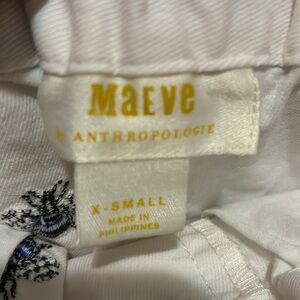 MaEVe
by ANTHROPOLOGIE
X-SMALL
MADE IN
PHILIPPINES